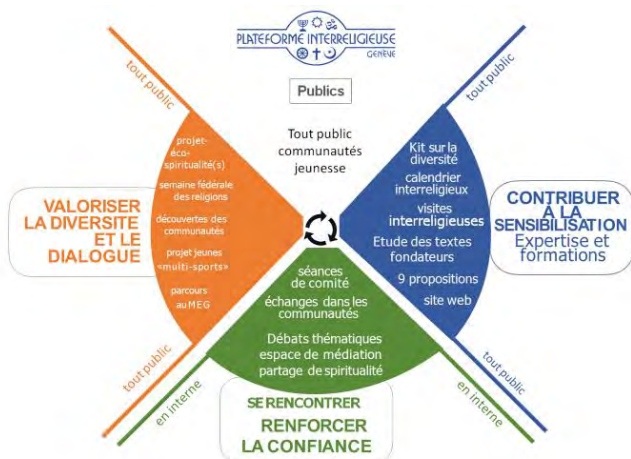 PLATEFORME INTERRELIGIEUSE
GENÈVE
Publics
Tout public
communautés
jeunesse
tout public
tout public
projet-
éco-
spiritualité(s)
semaine fédérale
des religions
découvertes des
communautés
projet jeunes
«multi-sports»
parcours
au MEG
VALORISER
LA DIVERSITE
ET LE
DIALOGUE
Kit sur la
diversité
calendrier
interreligieux
visites
interreligieuses
Etude des textes
fondateurs
9 propositions
site web
CONTRIBUER
A LA
SENSIBILISATION
Expertise et
formations
séances
de comité
échanges dans les
communautés
Débats thématiques
espace de médiation
partage de spiritualité
tout public
en interne
en interne
tout public
SE RENCONTRER
RENFORCER
LA CONFIANCE